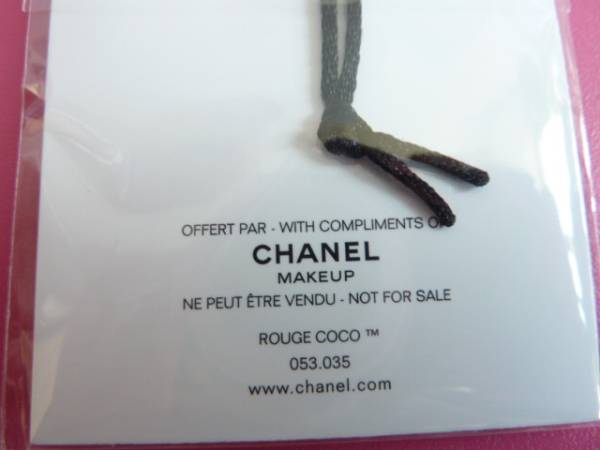 OFFERT PAR - WITH COMPLIMENTS
CHANEL
MAKEUP
NE PEUT ÊTRE VENDU - NOT FOR SALE
ROUGE COCO ™
053.035
www.chanel.com